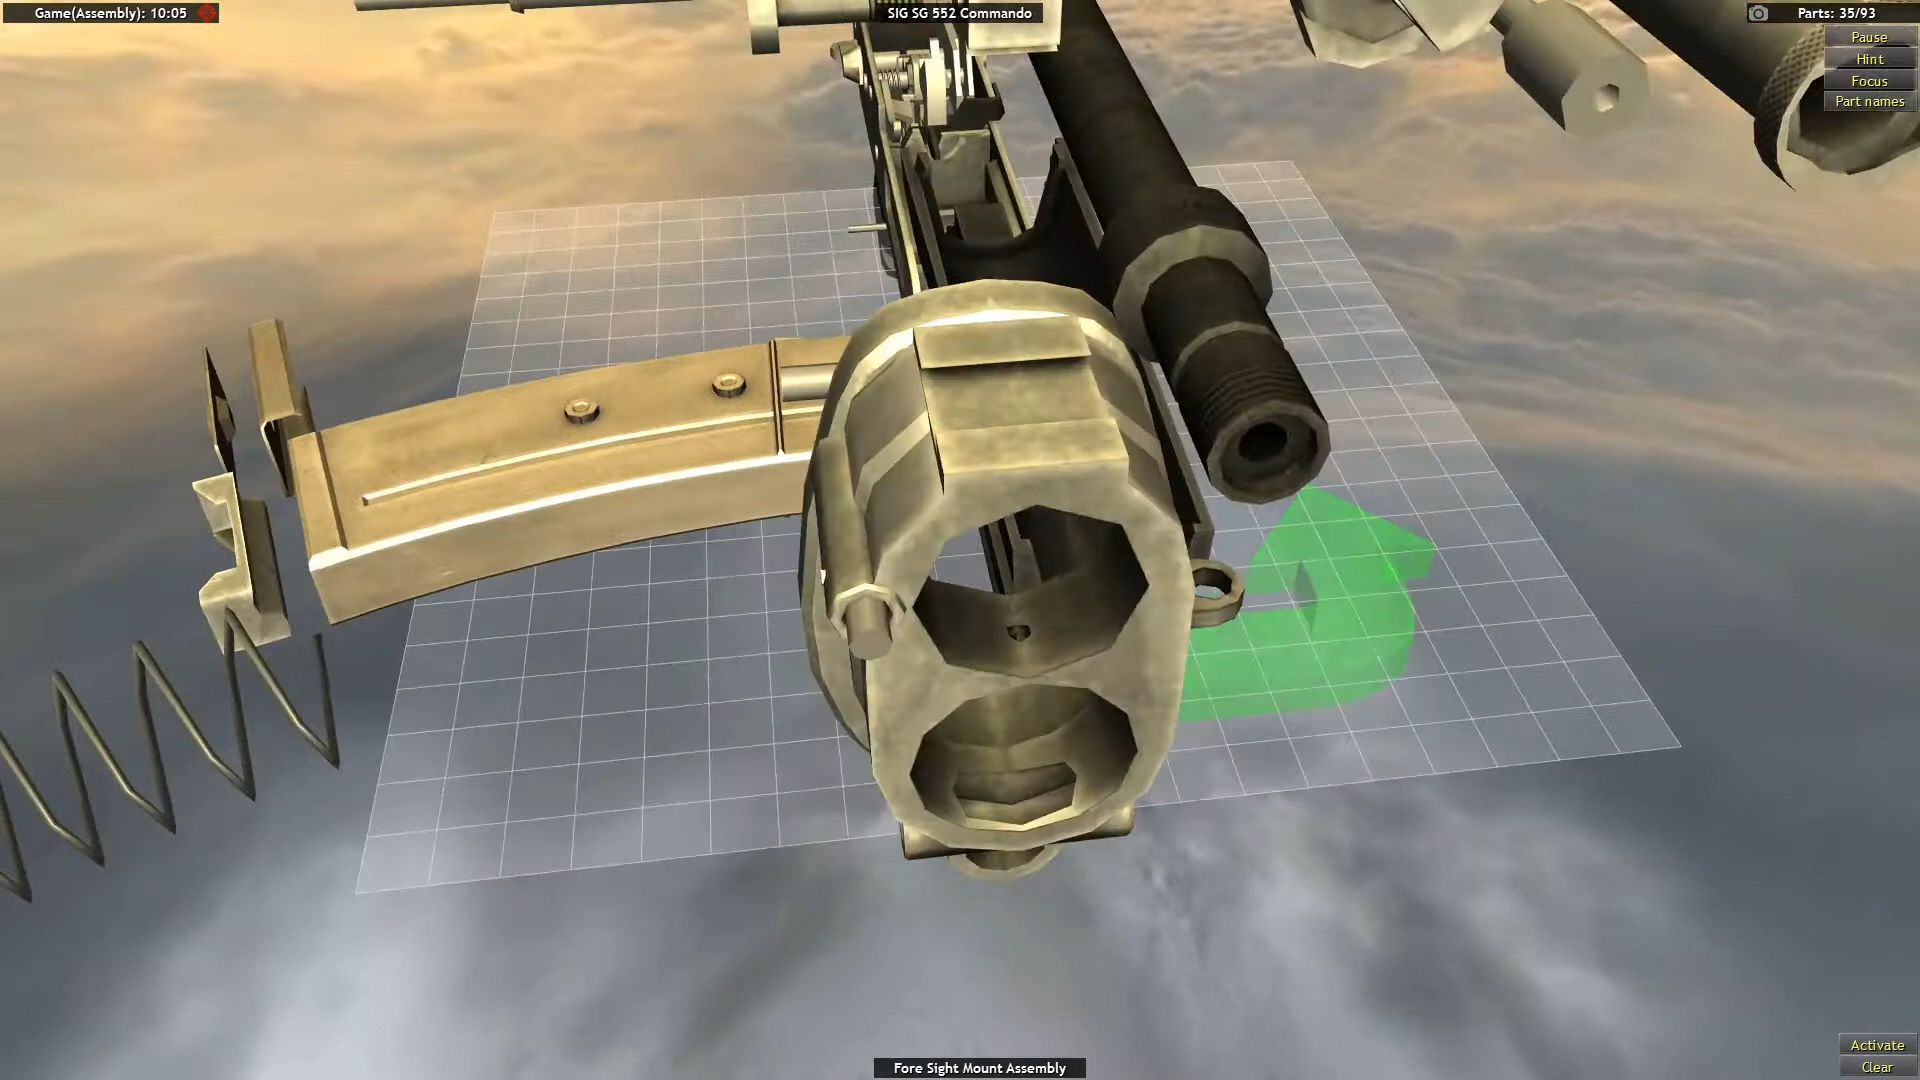 Game(Assembly): 10:05
SIG SG 552 Commando
Parts: 35/93
Pause
Hint
Focus
Part names
Fore Sight Mount Assembly
Activate
Clear